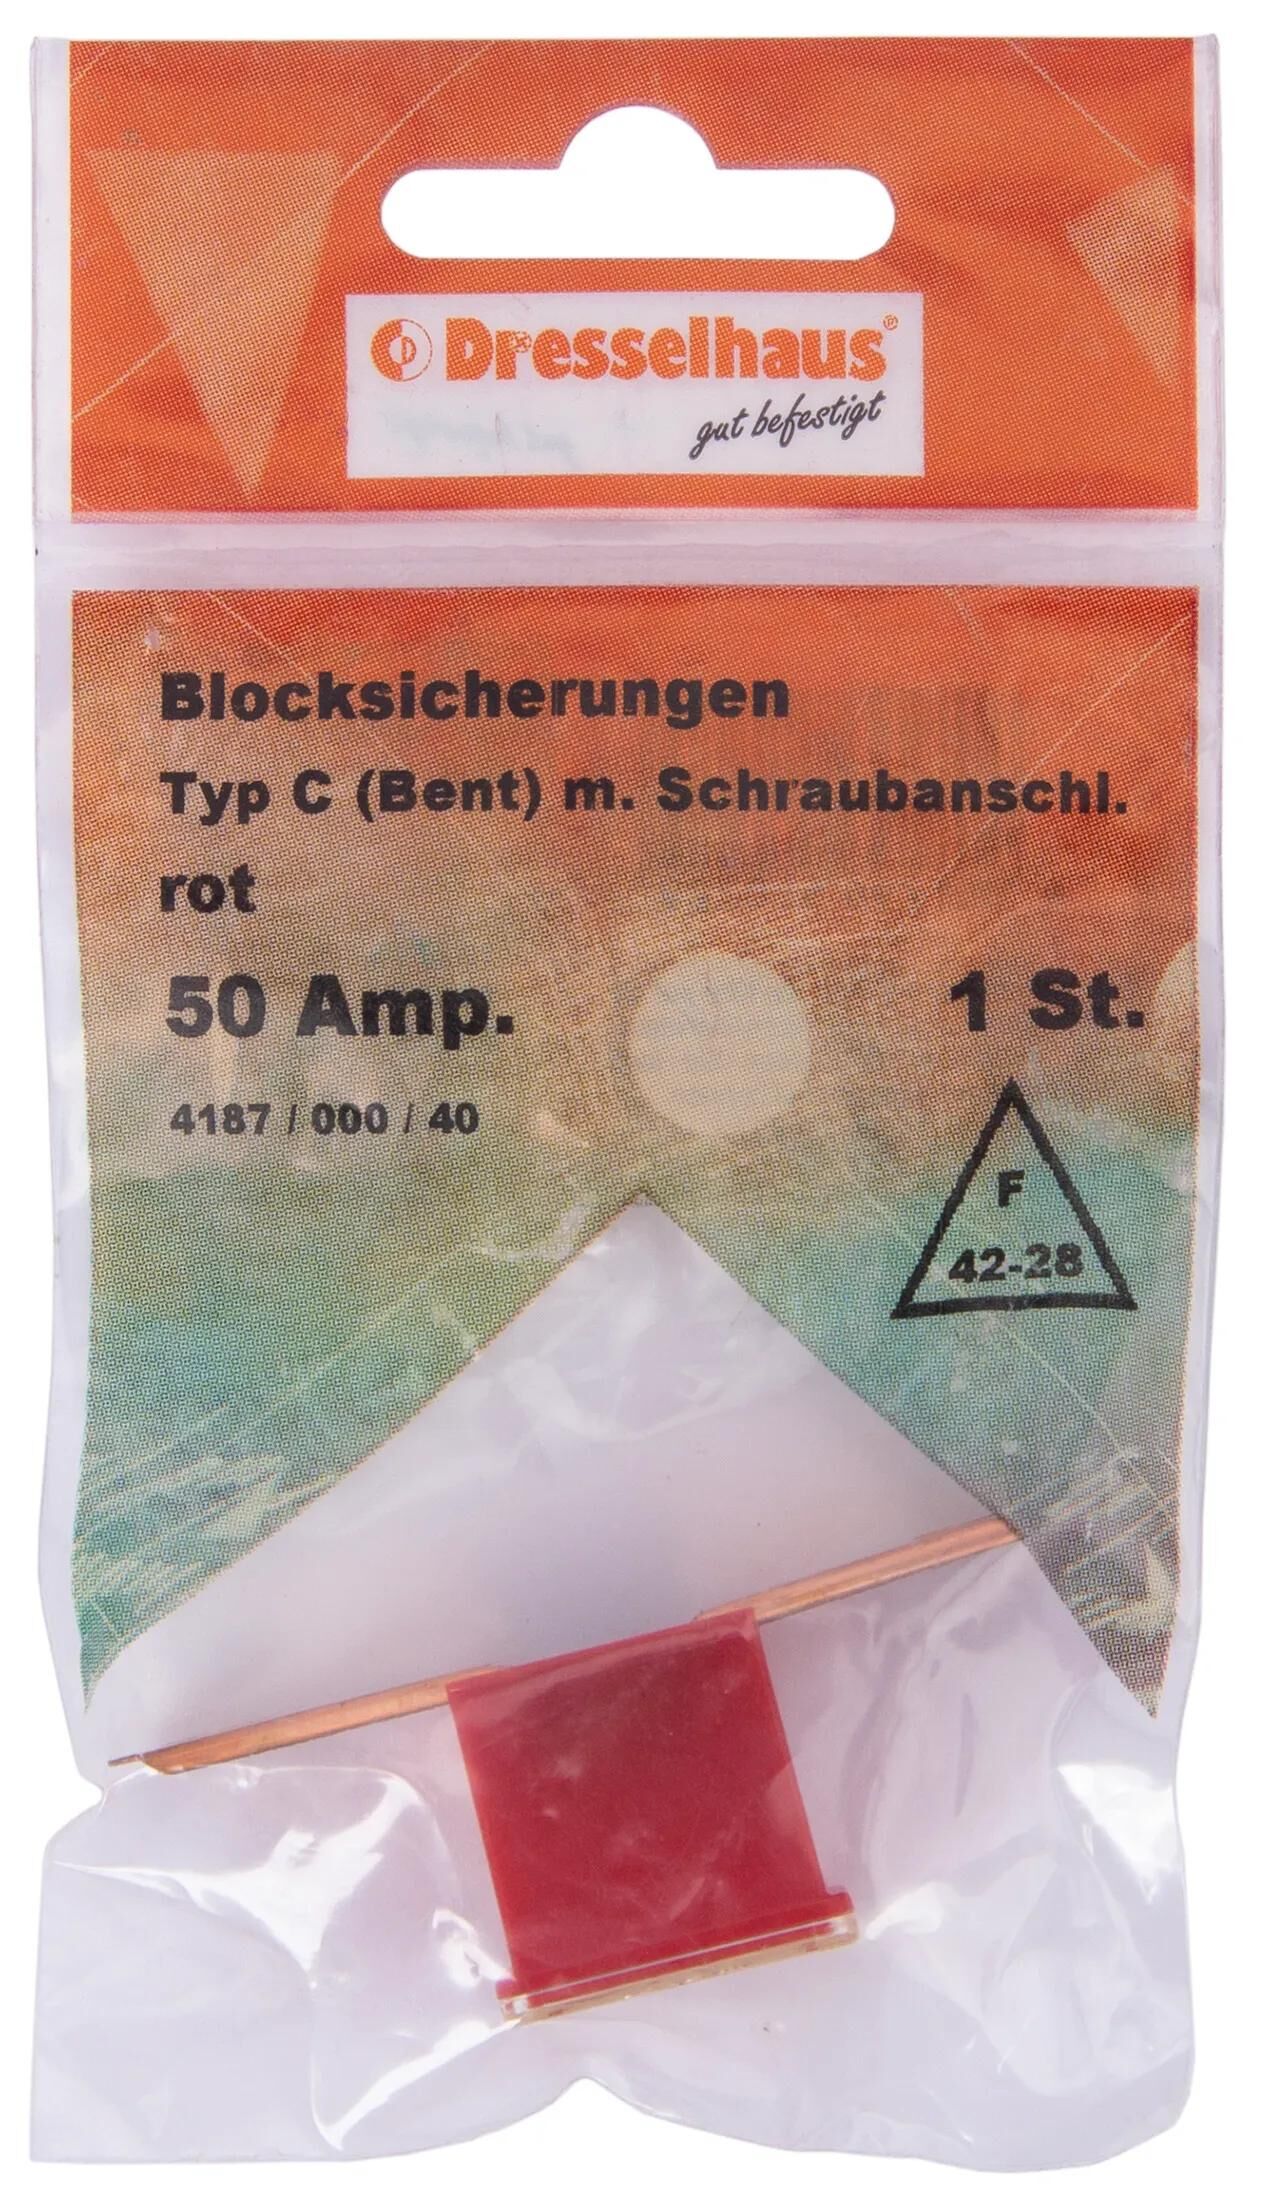 Dresselhaus®
gut befestigt
Blocksicherungen
Typ C (Bent) m. Schraubanschl.
rot
50 Amp. 1 St.
4187 / 000 / 40
F
42-28